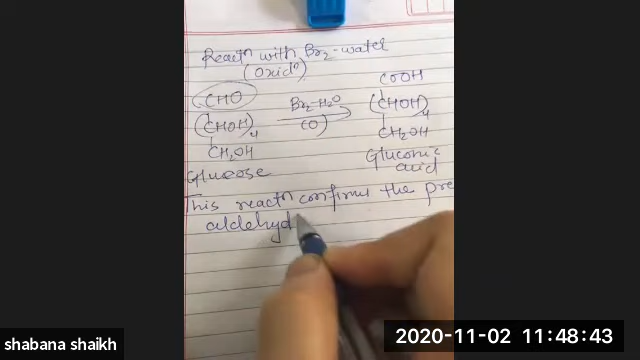 Reactn with Br2-water
(Oxidn)
CHO
(CHOH)4
CH2OH
Glucose
Br2-H2O
(O)
COOH
(CHOH)4
CH2OH
Gluconic
acid
This reactn confirms the pre
aldehyd
shabana shaikh
2020-11-02 11:48:43